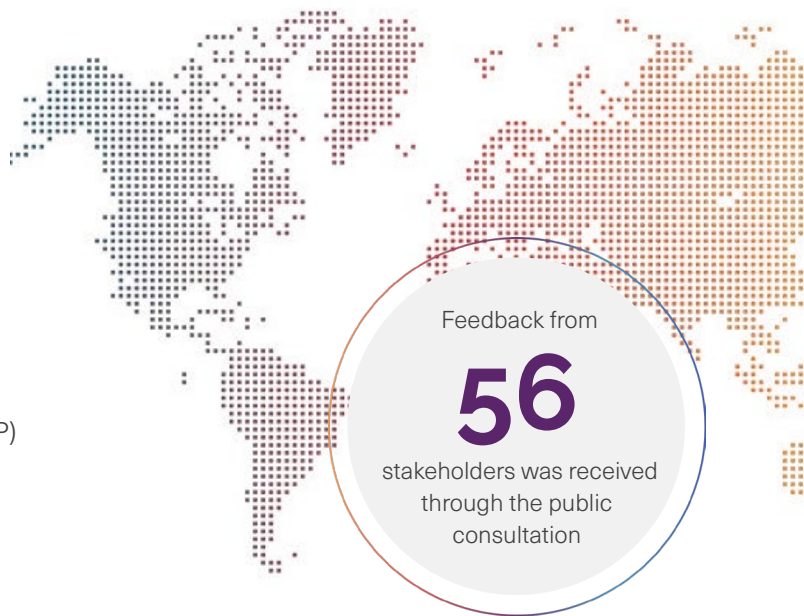 Feedback from
56
stakeholders was received
through the public
consultation
P)